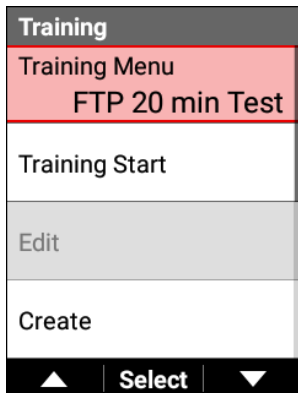 Training
Training Menu
FTP 20 min Test
Training Start
Edit
Create
Select